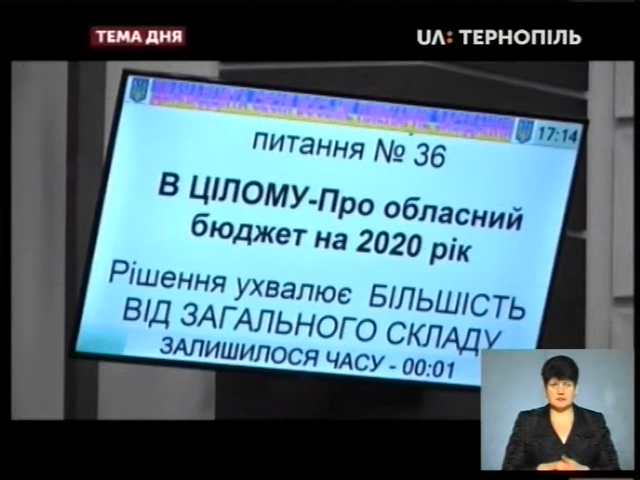 ТЕМА ДНЯ
UA: ТЕРНОПІЛЬ
17:14
питання № 36
В ЦІЛОМУ-Про обласний
бюджет на 2020 рік
Рішення ухвалює БІЛЬШІСТЬ
ВІД ЗАГАЛЬНОГО СКЛАДУ
ЗАЛИШИЛОСЯ ЧАСУ - 00:01